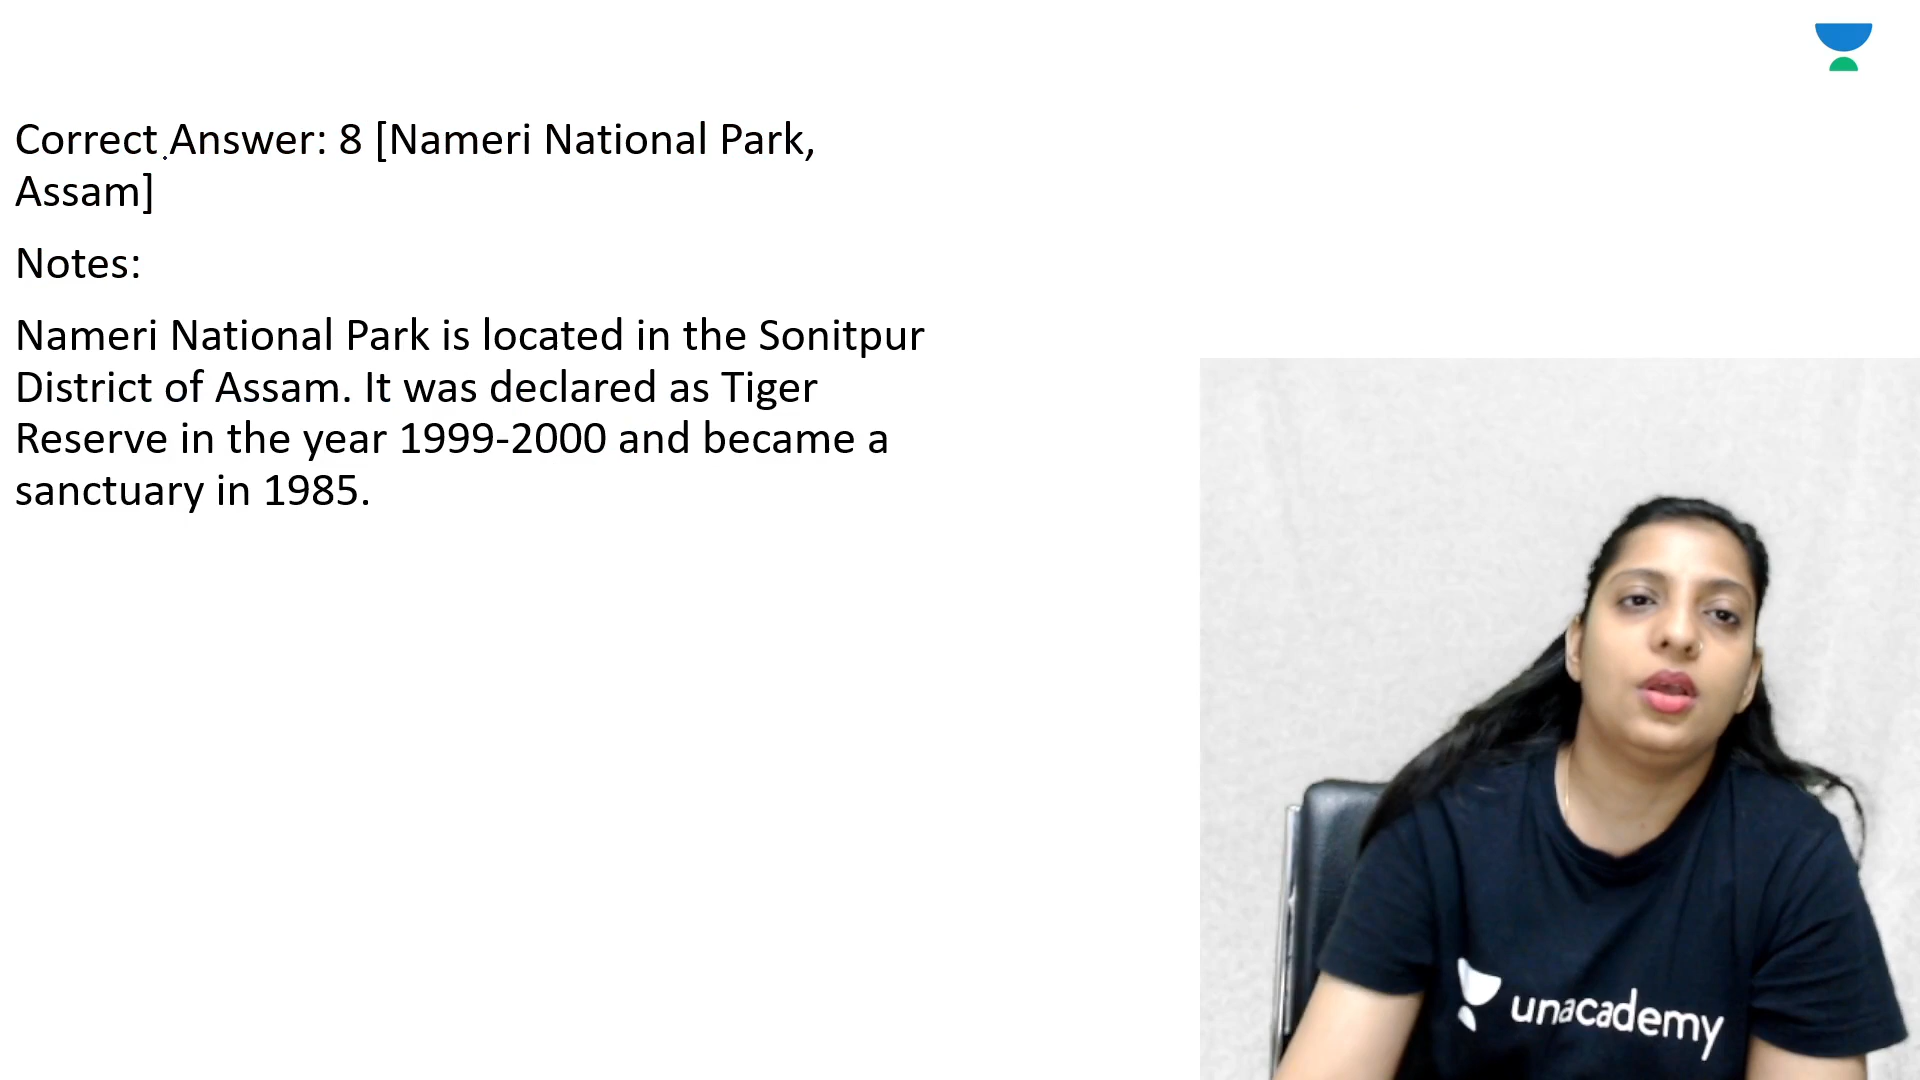 Correct Answer: 8 [Nameri National Park,
Assam]
Notes:
Nameri National Park is located in the Sonitpur
District of Assam. It was declared as Tiger
Reserve in the year 1999-2000 and became a
sanctuary in 1985.
unacademy